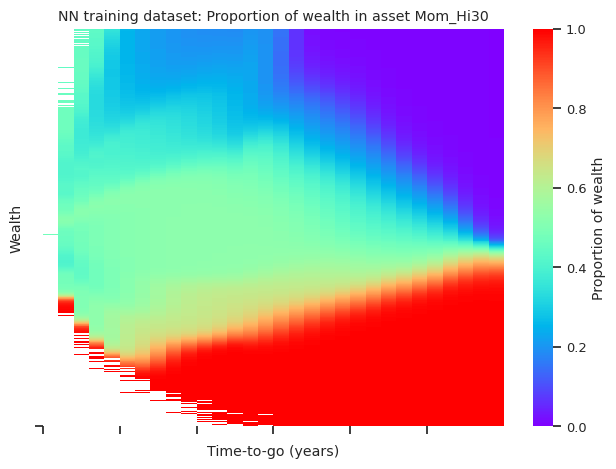 NN training dataset: Proportion of wealth in asset Mom_Hi30
Wealth
Time-to-go (years)
1.0
0.8
0.6
0.4
0.2
0.0
Proportion of wealth